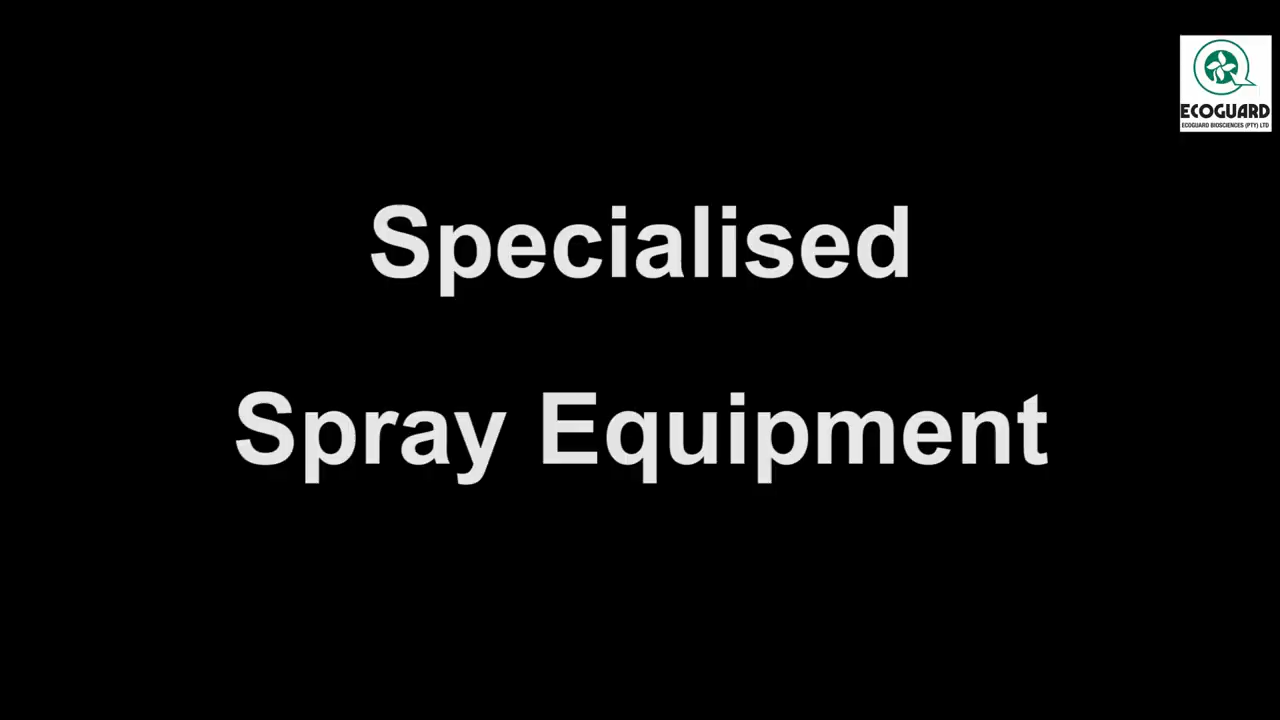 ECOGUARD
ECOGUARD BIOSCIENCES (PTY) LTD
Specialised
Spray Equipment